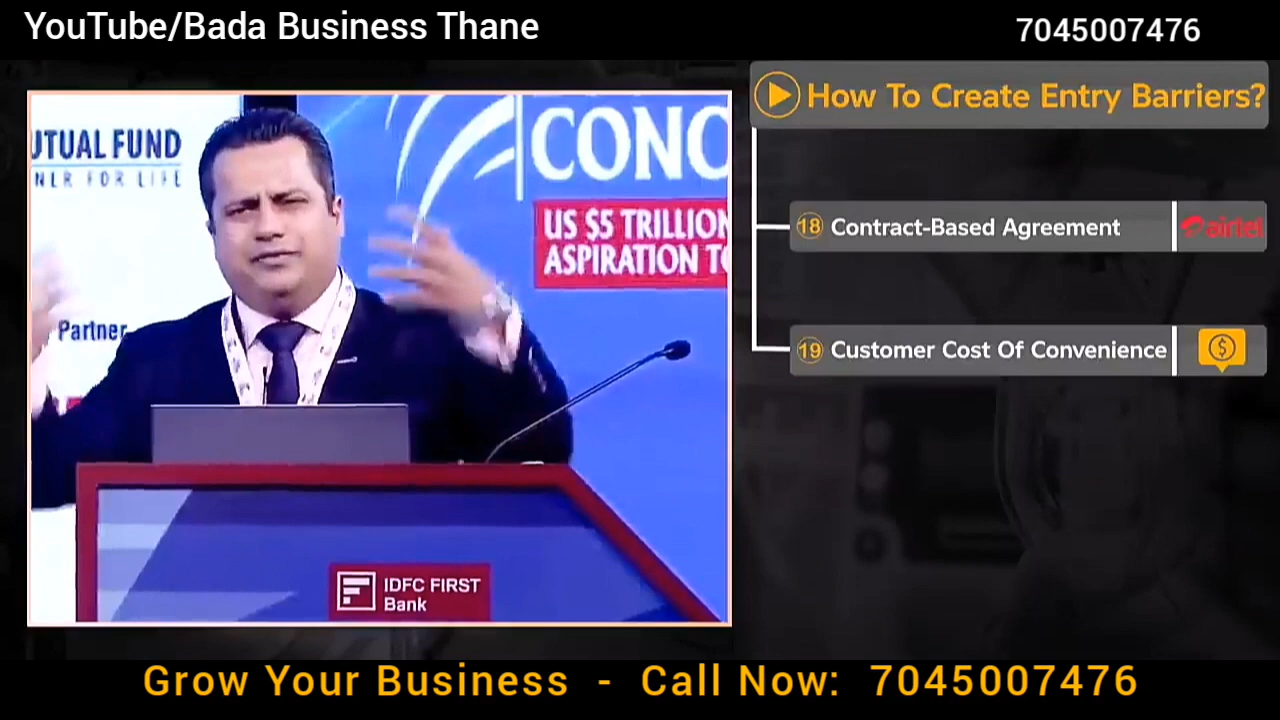 YouTube/Bada Business Thane
7045007476
How To Create Entry Barriers?
18 Contract-Based Agreement
airtel
19 Customer Cost Of Convenience
$
UTUAL FUND
NER FOR LIFE
Partner
CONC
US $5 TRILLION
ASPIRATION TO
IDFC FIRST
Bank
Grow Your Business - Call Now: 7045007476